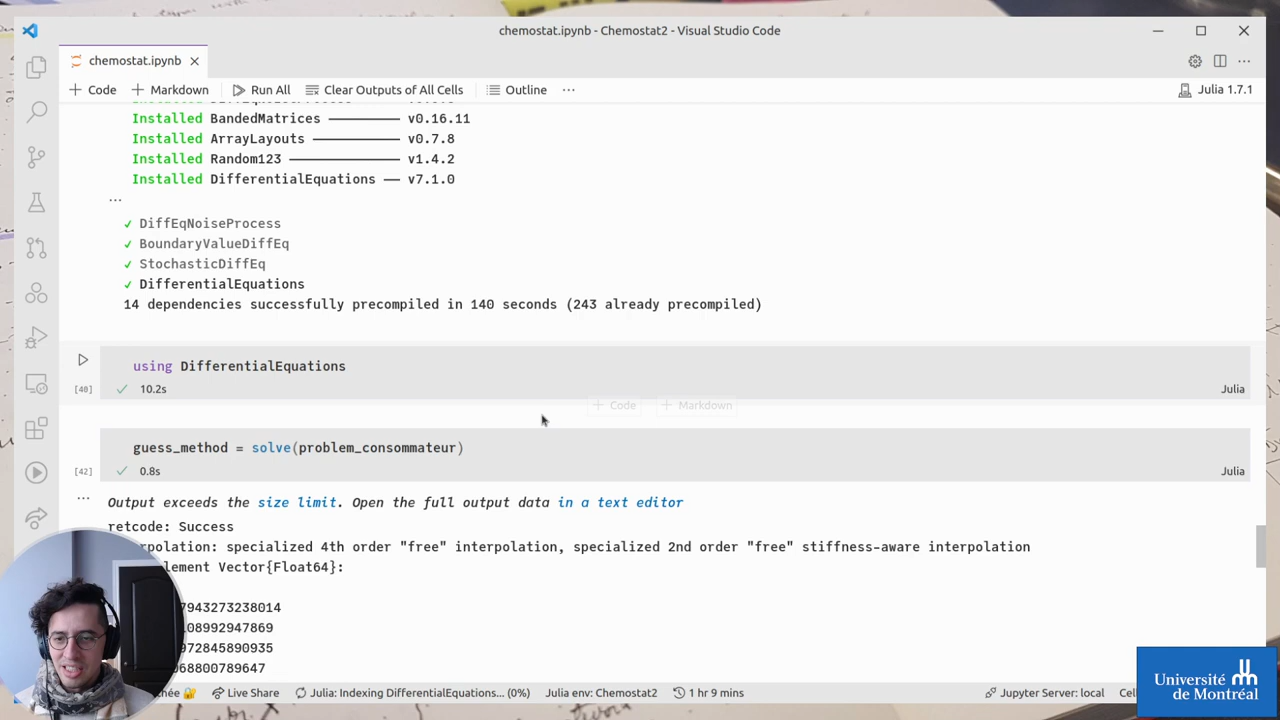 chemostat.ipynb - Chemostat2 - Visual Studio Code
chemostat.ipynb
Code Markdown Run All Clear Outputs of All Cells Outline ... Julia 1.7.1
Installed
Installed BandedMatrices v0.16.11
Installed ArrayLayouts v0.7.8
Installed Random123 v1.4.2
Installed DifferentialEquations v7.1.0
...
✓ DiffEqNoiseProcess
✓ BoundaryValueDiffEq
✓ StochasticDiffEq
✓ DifferentialEquations
14 dependencies successfully precompiled in 140 seconds (243 already precompiled)
using DifferentialEquations
[40] ✓ 10.2s Julia
+ Code + Markdown
guess_method = solve(problem_consommateur)
[42] ✓ 0.8s Julia
... Output exceeds the size limit. Open the full output data in a text editor
retcode: Success
rpolation: specialized 4th order "free" interpolation, specialized 2nd order "free" stiffness-aware interpolation
lement Vector{Float64}:
7943273238014
08992947869
972845890935
068800789647
hée Live Share Julia: Indexing DifferentialEquations... (0%) Julia env: Chemostat2 1 hr 9 mins Jupyter Server: local Cel
Université
de Montréal